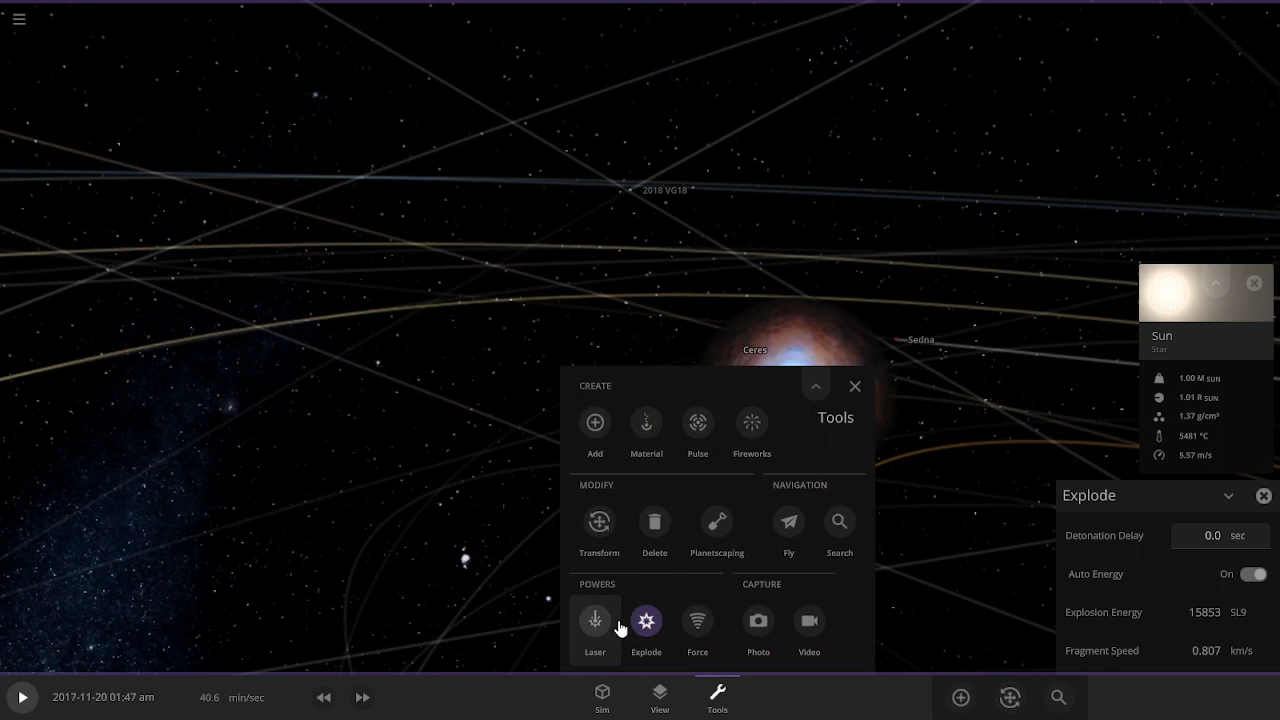 2018 VG18
Ceres
Sedna
CREATE
Tools
Add
Material
Pulse
Fireworks
MODIFY
NAVIGATION
Transform
Delete
Planetscaping
Fly
Search
POWERS
CAPTURE
Laser
Explode
Force
Photo
Video
Sun
Star
1.00 M SUN
1.01 R SUN
1.37 g/cm³
5481 °C
5.57 m/s
Explode
Detonation Delay 0.0 sec
Auto Energy On
Explosion Energy 15853 SL9
Fragment Speed 0.807 km/s
2017-11-20 01:47 am
40.6 min/sec
Sim
View
Tools